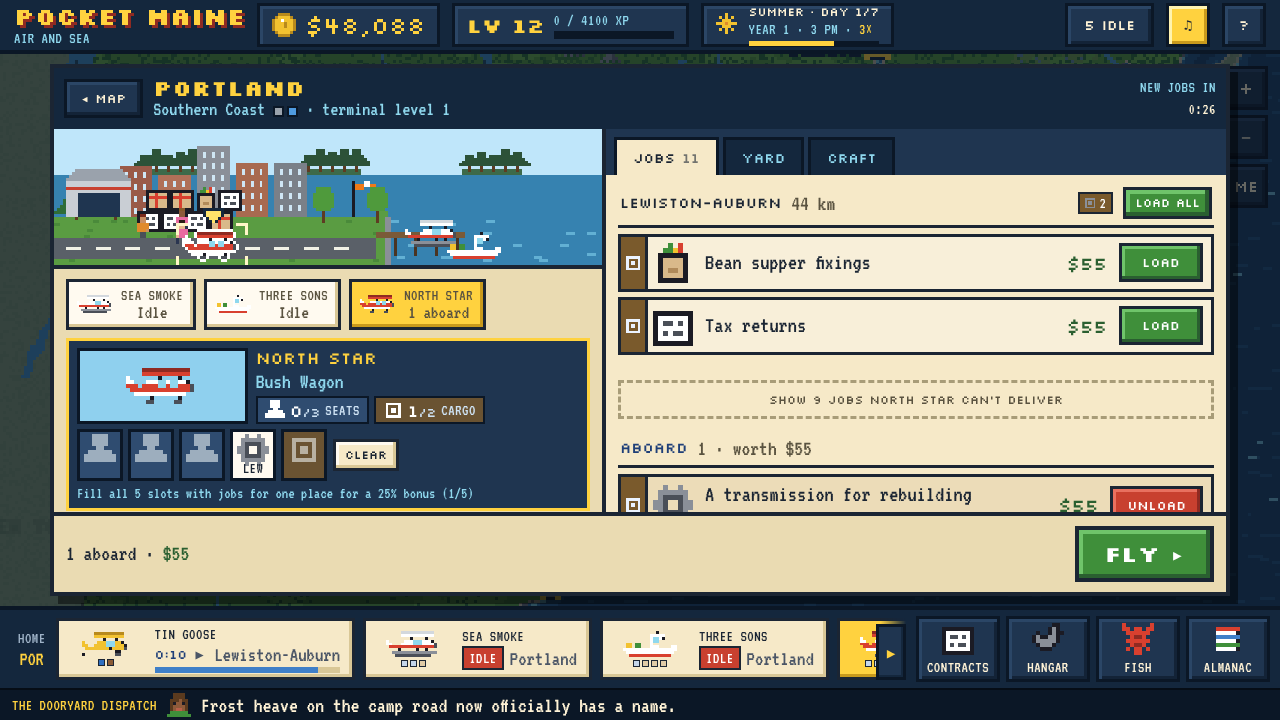 POCKET MAINE
AIR AND SEA
$48,088
LV 12
0 / 4100 XP
SUMMER · DAY 1/7
YEAR 1 · 3 PM · 3X
5 IDLE
♫
?
◂ MAP
PORTLAND
Southern Coast · terminal level 1
NEW JOBS IN
0:26
+
−
ME
JOBS 11
YARD
CRAFT
LEWISTON-AUBURN 44 km
2
LOAD ALL
Bean supper fixings
$55
LOAD
Tax returns
$55
LOAD
SHOW 9 JOBS NORTH STAR CAN'T DELIVER
ABOARD 1 · worth $55
A transmission for rebuilding
$55
UNLOAD
SEA SMOKE
Idle
THREE SONS
Idle
NORTH STAR
1 aboard
NORTH STAR
Bush Wagon
0/3 SEATS
1/2 CARGO
LEW
CLEAR
Fill all 5 slots with jobs for one place for a 25% bonus (1/5)
1 aboard · $55
FLY ▸
HOME
POR
TIN GOOSE
0:10 ▶ Lewiston-Auburn
SEA SMOKE
IDLE Portland
THREE SONS
IDLE Portland
▶
CONTRACTS
HANGAR
FISH
ALMANAC
THE DOORYARD DISPATCH
Frost heave on the camp road now officially has a name.